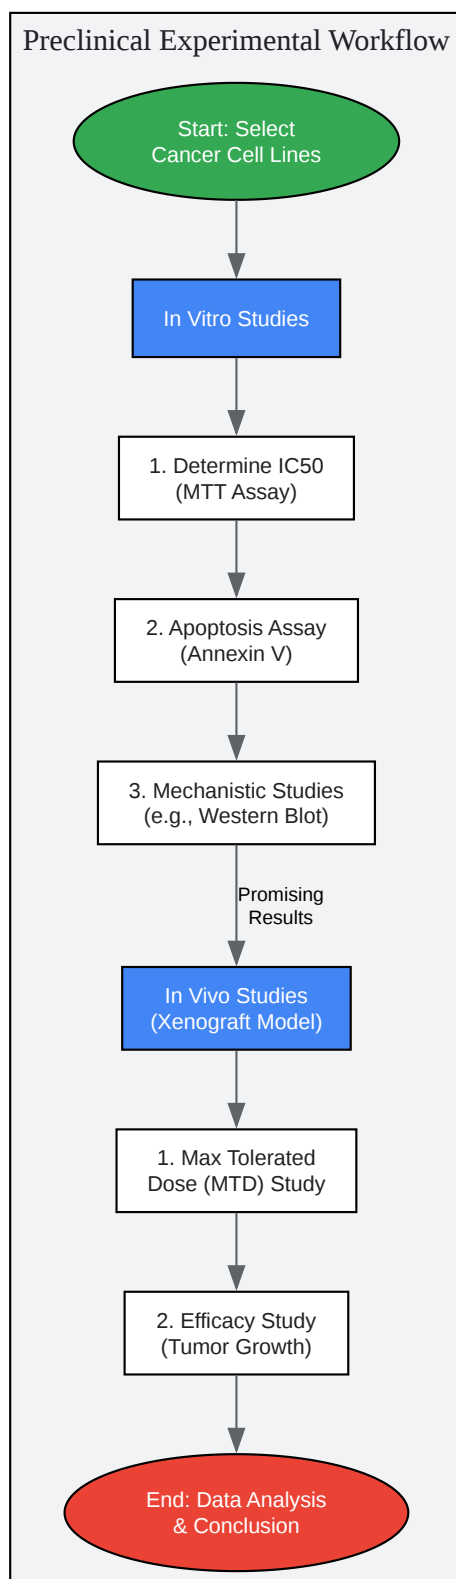 Preclinical Experimental Workflow
Start: Select
Cancer Cell Lines
In Vitro Studies
1. Determine IC50
(MTT Assay)
2. Apoptosis Assay
(Annexin V)
3. Mechanistic Studies
(e.g., Western Blot)
Promising
Results
In Vivo Studies
(Xenograft Model)
1. Max Tolerated
Dose (MTD) Study
2. Efficacy Study
(Tumor Growth)
End: Data Analysis
& Conclusion